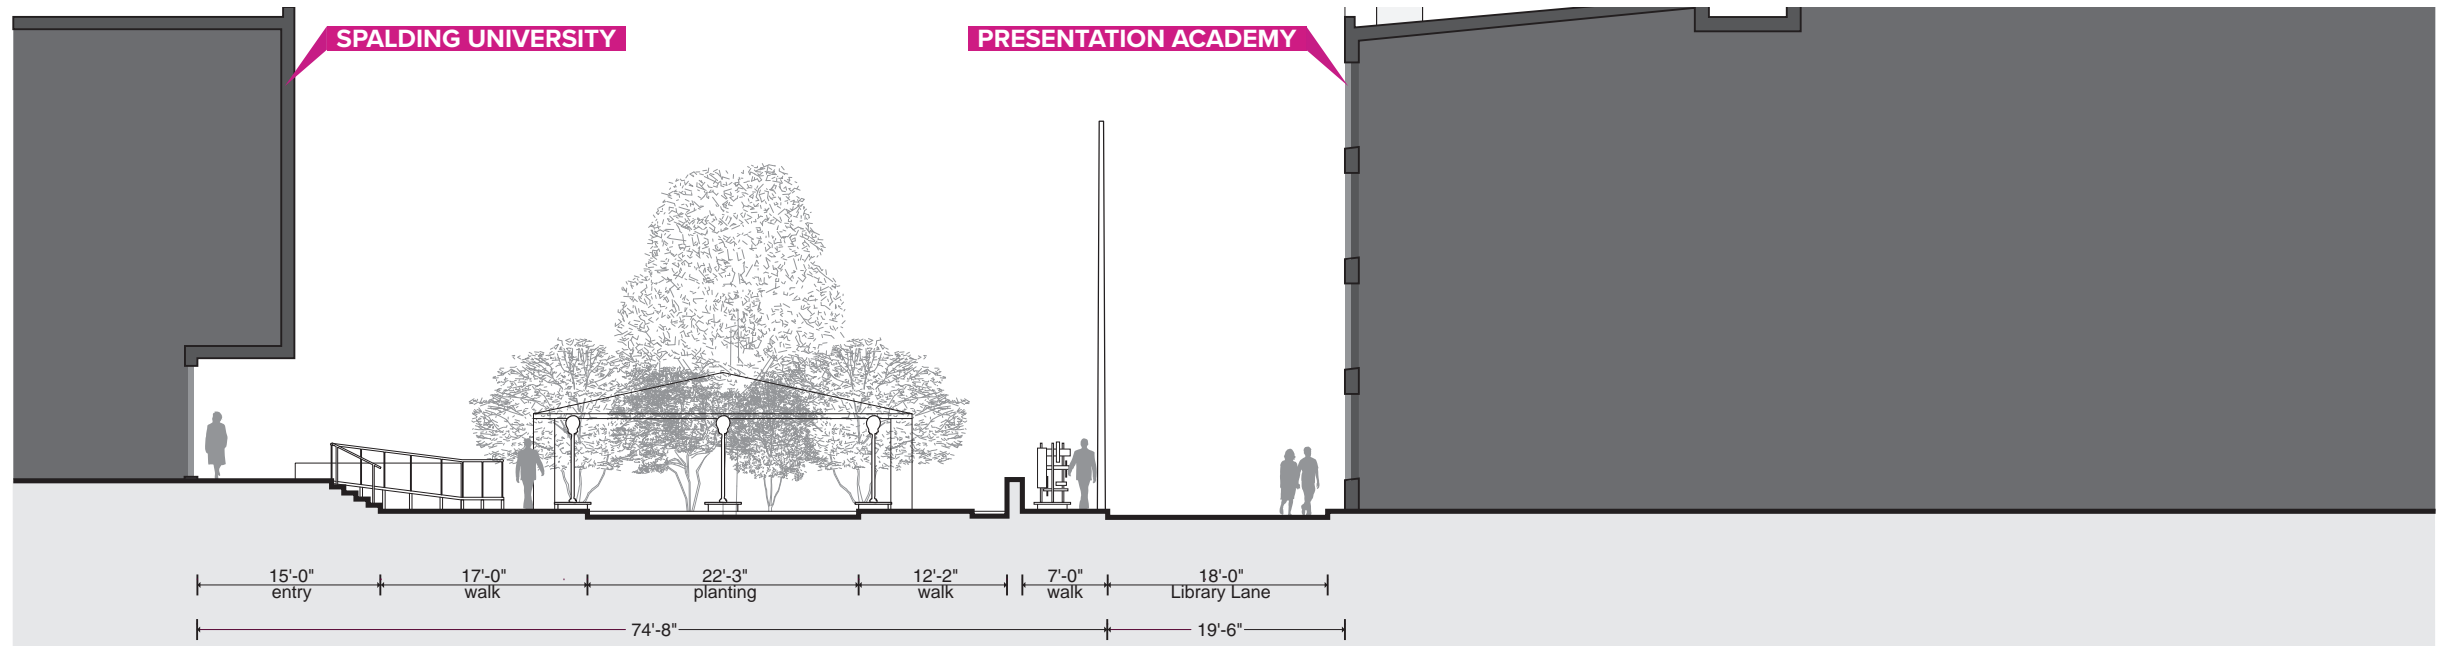 SPALDING UNIVERSITY
PRESENTATION ACADEMY
15'-0"
entry
17'-0"
walk
22'-3"
planting
12'-2"
walk
7'-0"
walk
18'-0"
Library Lane
74'-8"
19'-6"